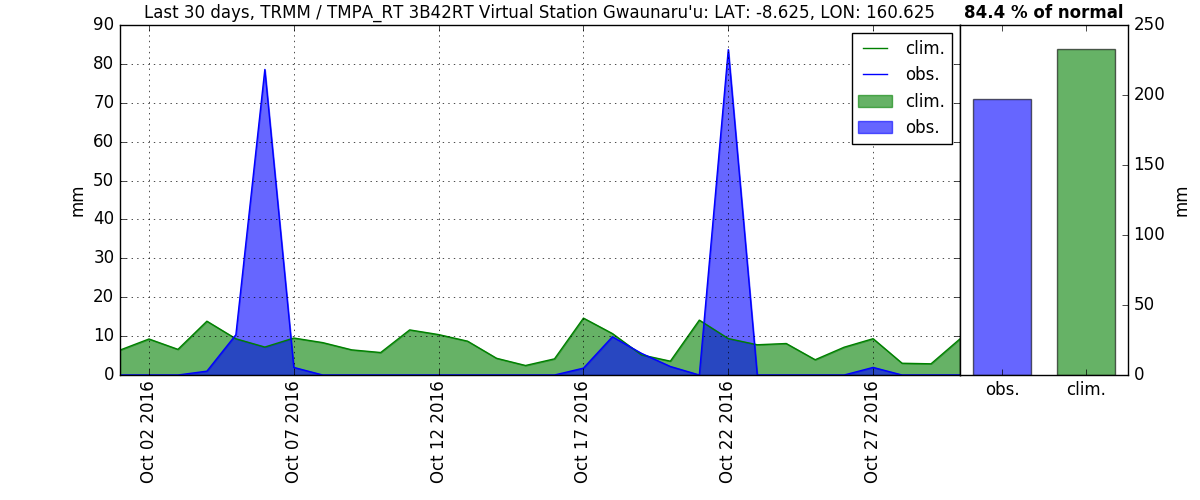 Last 30 days, TRMM / TMPA_RT 3B42RT Virtual Station Gwaunaru'u: LAT: -8.625, LON: 160.625
84.4 % of normal
90
80
70
60
50
40
30
20
10
0
mm
clim.
obs.
clim.
obs.
Oct 02 2016
Oct 07 2016
Oct 12 2016
Oct 17 2016
Oct 22 2016
Oct 27 2016
250
200
150
100
50
0
mm
obs.
clim.